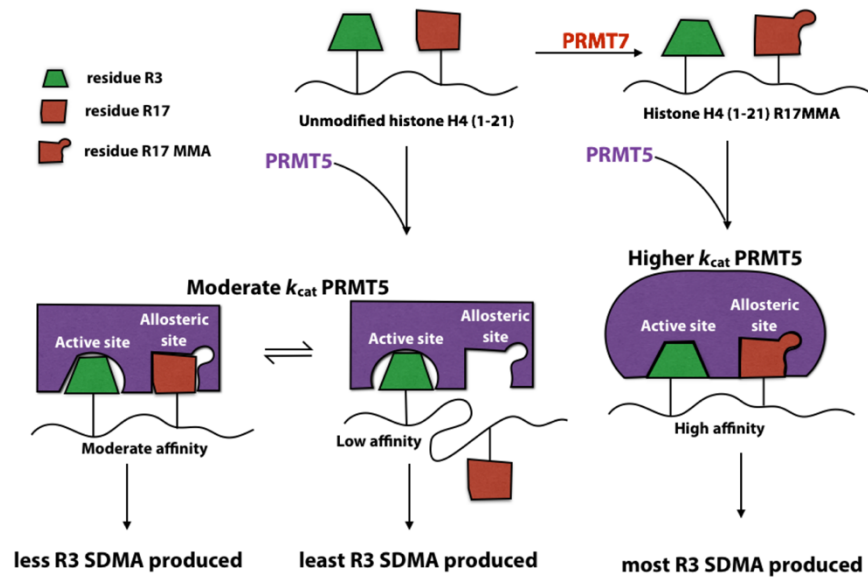 residue R3
residue R17
residue R17 MMA
PRMT7
Unmodified histone H4 (1-21)
Histone H4 (1-21) R17MMA
PRMT5
PRMT5
Moderate kcat PRMT5
Higher kcat PRMT5
Active site
Allosteric
site
Active site
Allosteric
site
Active site
Allosteric
site
Moderate affinity
Low affinity
High affinity
less R3 SDMA produced
least R3 SDMA produced
most R3 SDMA produced